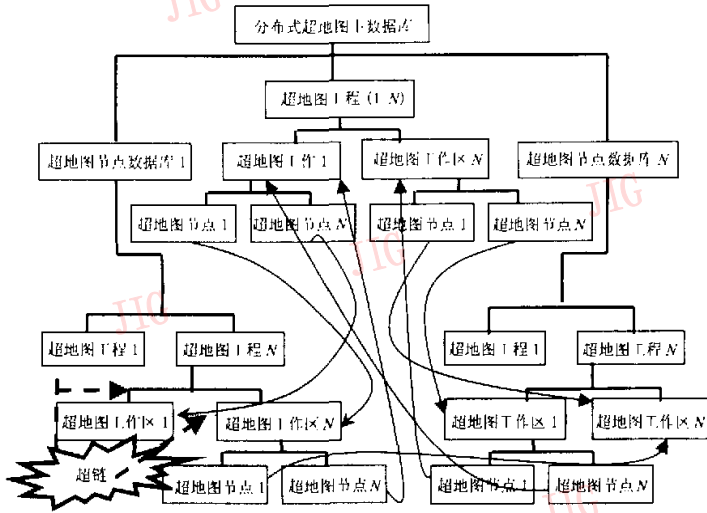 JIG
分布式超地图主数据库
超地图工程 (1 N)
超地图节点数据库 1
超地图工作 1
超地图工作区 N
超地图节点数据库 N
超地图节点 1
超地图节点 N
超地图节点 1
超地图节点 N
JIG
JIG
JIG
超地图工程 1
超地图工程 N
超地图工程 1
超地图工程 N
超地图工作区 1
超地图工作区 N
超地图工作区 1
超地图工作区 N
超链
超地图节点 1
超地图节点 N
超地图节点 1
超地图节点 N
JIG